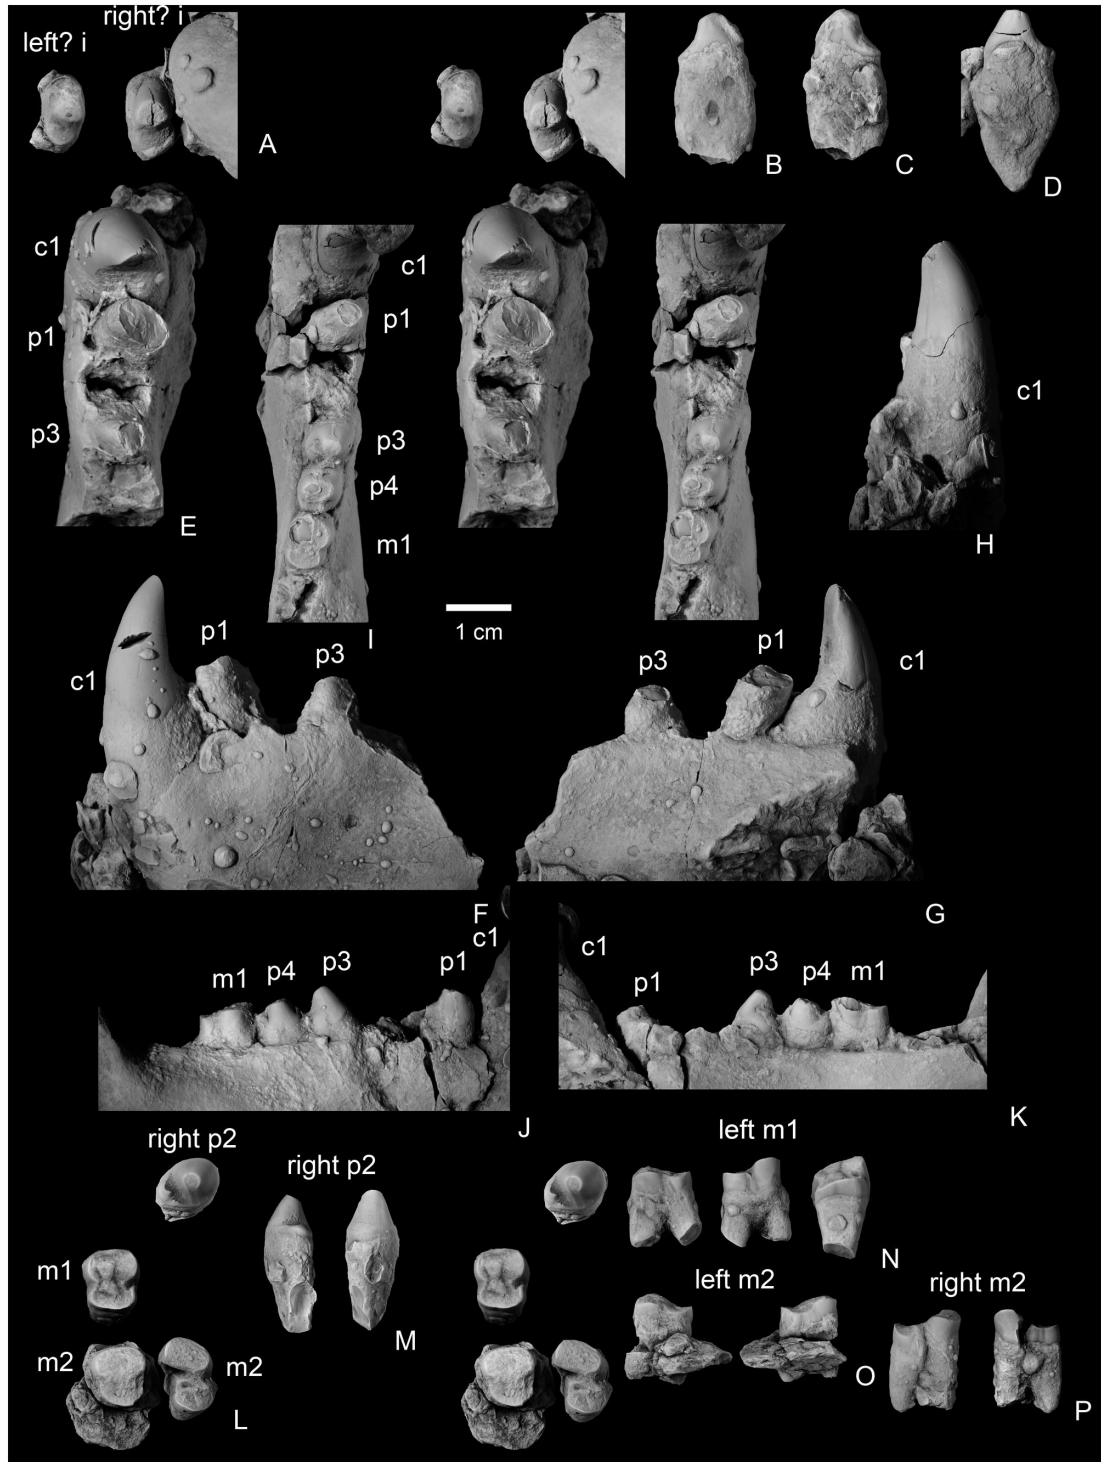 right? i
left? i
A
B
C
D
c1
c1
p1
p1
c1
p3
p3
p4
E
m1
H
1 cm
I
p1
p3
c1
p1
p3
c1
F
G
c1
m1
p4
p3
p1
c1
p1
p3
p4
m1
J
K
right p2
right p2
left m1
N
m1
left m2
right m2
M
m2
m2
O
P
L